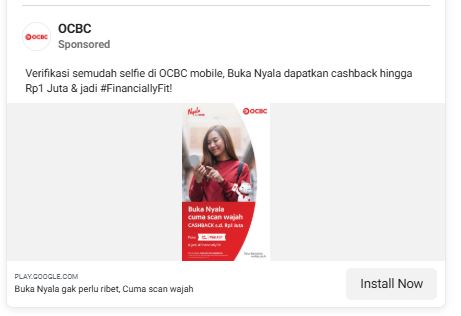 OCBC
OCBC
Sponsored
Verifikasi semudah selfie di OCBC mobile, Buka Nyala dapatkan cashback hingga
Rp1 Juta & jadi #FinanciallyFit!
Nyala
OCBC
Buka Nyala
cuma scan wajah
CASHBACK s.d. Rp1 Juta
PLAY.GOOGLE.COM
Buka Nyala gak perlu ribet, Cuma scan wajah
Install Now